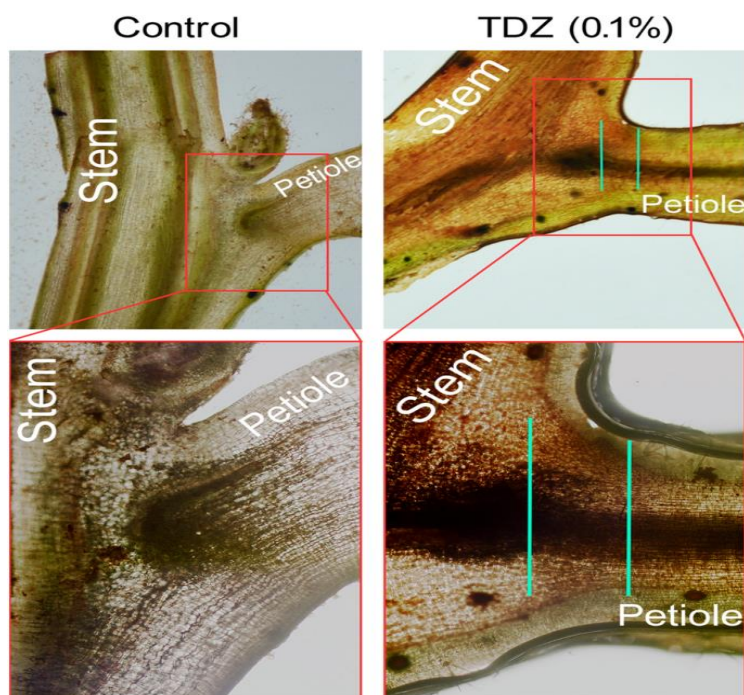 Control
TDZ (0.1%)
Stem
Petiole
Stem
Petiole
Stem
Petiole
Stem
Petiole